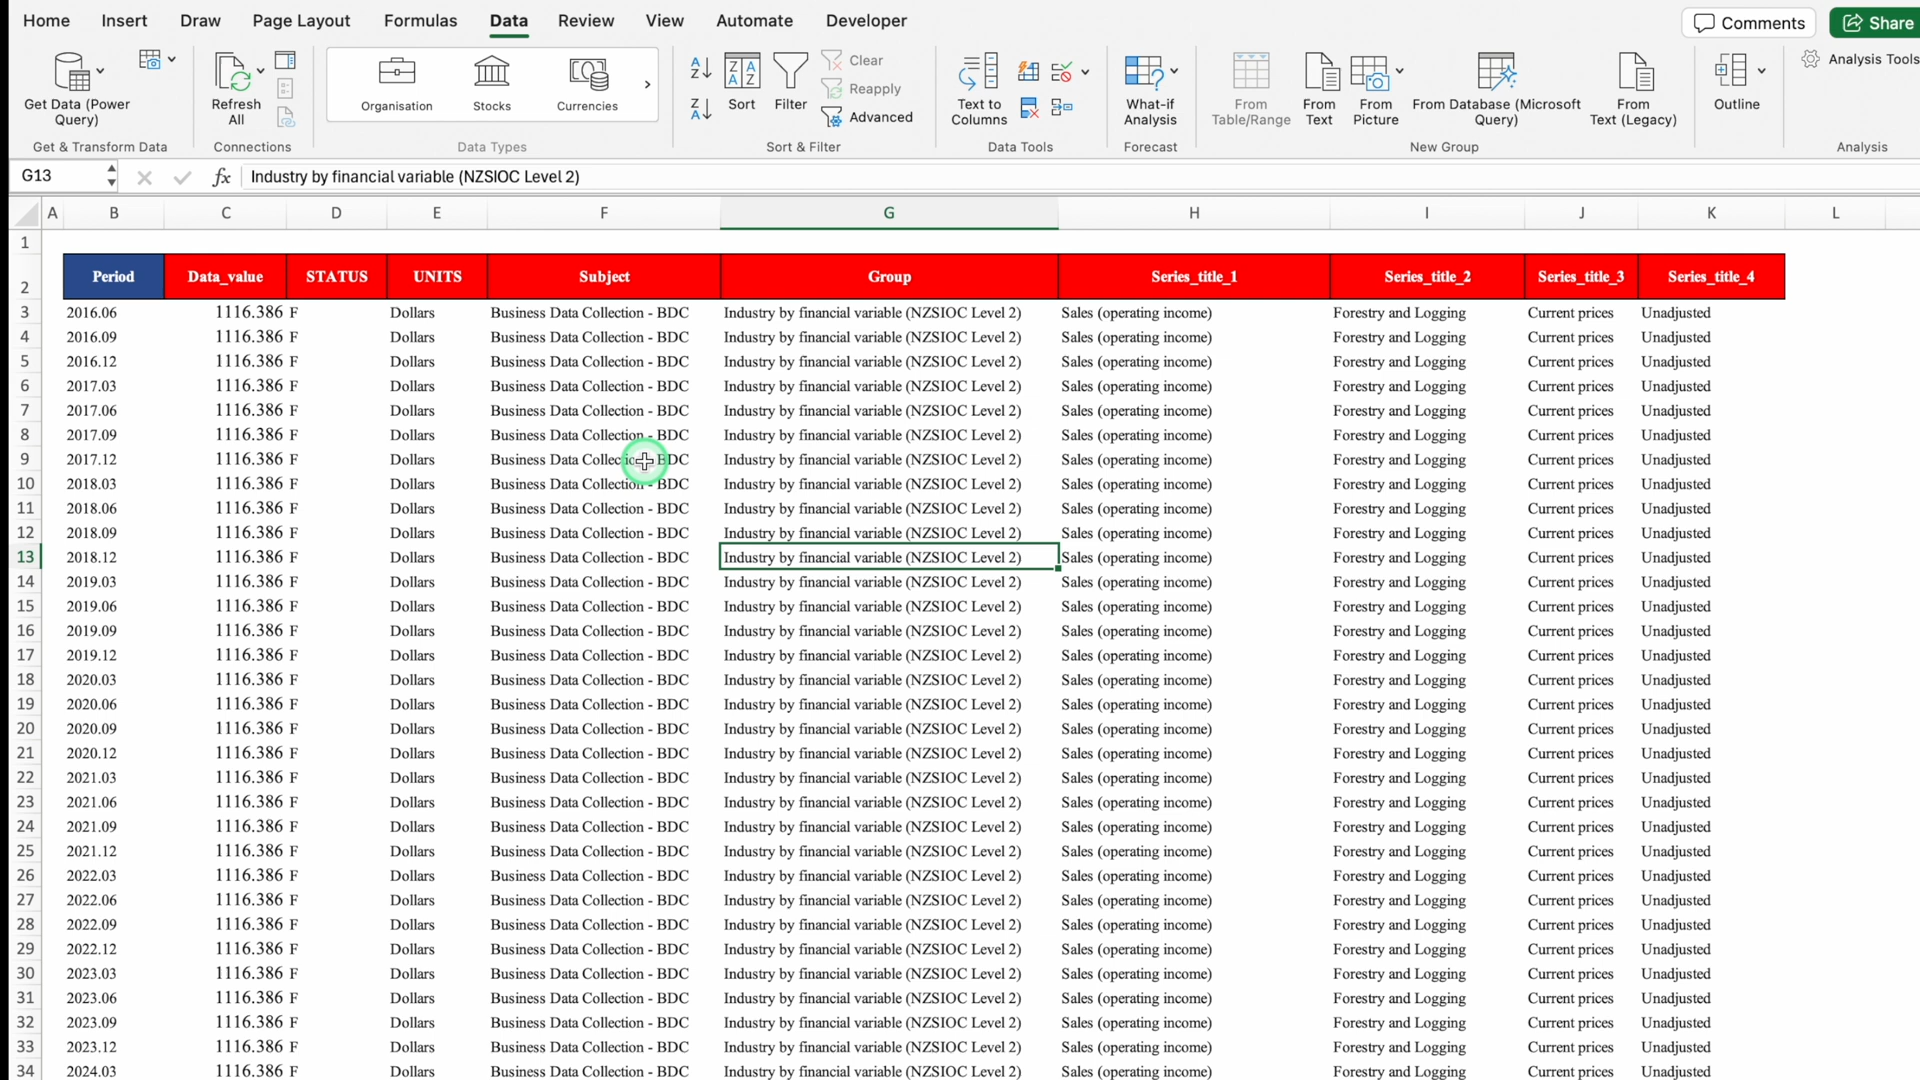 Home Insert Draw Page Layout Formulas Data Review View Automate Developer Comments Share
Get Data (Power Query) Refresh All Organisation Stocks Currencies Sort Filter Clear Reapply Advanced Text to Columns What-if Analysis From Table/Range From Text From Picture From Database (Microsoft Query) From Text (Legacy) Outline Analysis Tools
Get & Transform Data Connections Data Types Sort & Filter Data Tools Forecast New Group Analysis
G13 fx Industry by financial variable (NZSIOC Level 2)
A B C D E F G H I J K L
1
2 Period Data_value STATUS UNITS Subject Group Series_title_1 Series_title_2 Series_title_3 Series_title_4
3 2016.06 1116.386 F Dollars Business Data Collection - BDC Industry by financial variable (NZSIOC Level 2) Sales (operating income) Forestry and Logging Current prices Unadjusted
4 2016.09 1116.386 F Dollars Business Data Collection - BDC Industry by financial variable (NZSIOC Level 2) Sales (operating income) Forestry and Logging Current prices Unadjusted
5 2016.12 1116.386 F Dollars Business Data Collection - BDC Industry by financial variable (NZSIOC Level 2) Sales (operating income) Forestry and Logging Current prices Unadjusted
6 2017.03 1116.386 F Dollars Business Data Collection - BDC Industry by financial variable (NZSIOC Level 2) Sales (operating income) Forestry and Logging Current prices Unadjusted
7 2017.06 1116.386 F Dollars Business Data Collection - BDC Industry by financial variable (NZSIOC Level 2) Sales (operating income) Forestry and Logging Current prices Unadjusted
8 2017.09 1116.386 F Dollars Business Data Collection - BDC Industry by financial variable (NZSIOC Level 2) Sales (operating income) Forestry and Logging Current prices Unadjusted
9 2017.12 1116.386 F Dollars Business Data Collection - BDC Industry by financial variable (NZSIOC Level 2) Sales (operating income) Forestry and Logging Current prices Unadjusted
10 2018.03 1116.386 F Dollars Business Data Collection - BDC Industry by financial variable (NZSIOC Level 2) Sales (operating income) Forestry and Logging Current prices Unadjusted
11 2018.06 1116.386 F Dollars Business Data Collection - BDC Industry by financial variable (NZSIOC Level 2) Sales (operating income) Forestry and Logging Current prices Unadjusted
12 2018.09 1116.386 F Dollars Business Data Collection - BDC Industry by financial variable (NZSIOC Level 2) Sales (operating income) Forestry and Logging Current prices Unadjusted
13 2018.12 1116.386 F Dollars Business Data Collection - BDC Industry by financial variable (NZSIOC Level 2) Sales (operating income) Forestry and Logging Current prices Unadjusted
14 2019.03 1116.386 F Dollars Business Data Collection - BDC Industry by financial variable (NZSIOC Level 2) Sales (operating income) Forestry and Logging Current prices Unadjusted
15 2019.06 1116.386 F Dollars Business Data Collection - BDC Industry by financial variable (NZSIOC Level 2) Sales (operating income) Forestry and Logging Current prices Unadjusted
16 2019.09 1116.386 F Dollars Business Data Collection - BDC Industry by financial variable (NZSIOC Level 2) Sales (operating income) Forestry and Logging Current prices Unadjusted
17 2019.12 1116.386 F Dollars Business Data Collection - BDC Industry by financial variable (NZSIOC Level 2) Sales (operating income) Forestry and Logging Current prices Unadjusted
18 2020.03 1116.386 F Dollars Business Data Collection - BDC Industry by financial variable (NZSIOC Level 2) Sales (operating income) Forestry and Logging Current prices Unadjusted
19 2020.06 1116.386 F Dollars Business Data Collection - BDC Industry by financial variable (NZSIOC Level 2) Sales (operating income) Forestry and Logging Current prices Unadjusted
20 2020.09 1116.386 F Dollars Business Data Collection - BDC Industry by financial variable (NZSIOC Level 2) Sales (operating income) Forestry and Logging Current prices Unadjusted
21 2020.12 1116.386 F Dollars Business Data Collection - BDC Industry by financial variable (NZSIOC Level 2) Sales (operating income) Forestry and Logging Current prices Unadjusted
22 2021.03 1116.386 F Dollars Business Data Collection - BDC Industry by financial variable (NZSIOC Level 2) Sales (operating income) Forestry and Logging Current prices Unadjusted
23 2021.06 1116.386 F Dollars Business Data Collection - BDC Industry by financial variable (NZSIOC Level 2) Sales (operating income) Forestry and Logging Current prices Unadjusted
24 2021.09 1116.386 F Dollars Business Data Collection - BDC Industry by financial variable (NZSIOC Level 2) Sales (operating income) Forestry and Logging Current prices Unadjusted
25 2021.12 1116.386 F Dollars Business Data Collection - BDC Industry by financial variable (NZSIOC Level 2) Sales (operating income) Forestry and Logging Current prices Unadjusted
26 2022.03 1116.386 F Dollars Business Data Collection - BDC Industry by financial variable (NZSIOC Level 2) Sales (operating income) Forestry and Logging Current prices Unadjusted
27 2022.06 1116.386 F Dollars Business Data Collection - BDC Industry by financial variable (NZSIOC Level 2) Sales (operating income) Forestry and Logging Current prices Unadjusted
28 2022.09 1116.386 F Dollars Business Data Collection - BDC Industry by financial variable (NZSIOC Level 2) Sales (operating income) Forestry and Logging Current prices Unadjusted
29 2022.12 1116.386 F Dollars Business Data Collection - BDC Industry by financial variable (NZSIOC Level 2) Sales (operating income) Forestry and Logging Current prices Unadjusted
30 2023.03 1116.386 F Dollars Business Data Collection - BDC Industry by financial variable (NZSIOC Level 2) Sales (operating income) Forestry and Logging Current prices Unadjusted
31 2023.06 1116.386 F Dollars Business Data Collection - BDC Industry by financial variable (NZSIOC Level 2) Sales (operating income) Forestry and Logging Current prices Unadjusted
32 2023.09 1116.386 F Dollars Business Data Collection - BDC Industry by financial variable (NZSIOC Level 2) Sales (operating income) Forestry and Logging Current prices Unadjusted
33 2023.12 1116.386 F Dollars Business Data Collection - BDC Industry by financial variable (NZSIOC Level 2) Sales (operating income) Forestry and Logging Current prices Unadjusted
34 2024.03 1116.386 F Dollars Business Data Collection - BDC Industry by financial variable (NZSIOC Level 2) Sales (operating income) Forestry and Logging Current prices Unadjusted